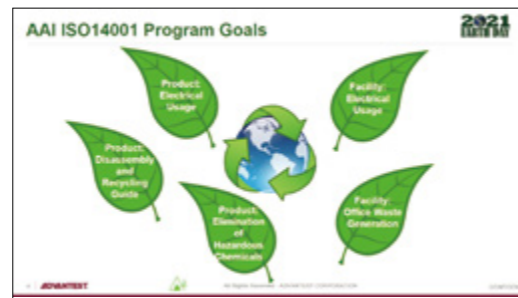 AAI ISO14001 Program Goals
2021
EARTH DAY
Product:
Electrical
Usage
Facility:
Electrical
Usage
Product:
Disassembly
and
Recycling
Guide
Product:
Elimination
of
Hazardous
Chemicals
Facility:
Office Waste
Generation
ADVANTEST
All Rights Reserved - ADVANTEST CORPORATION